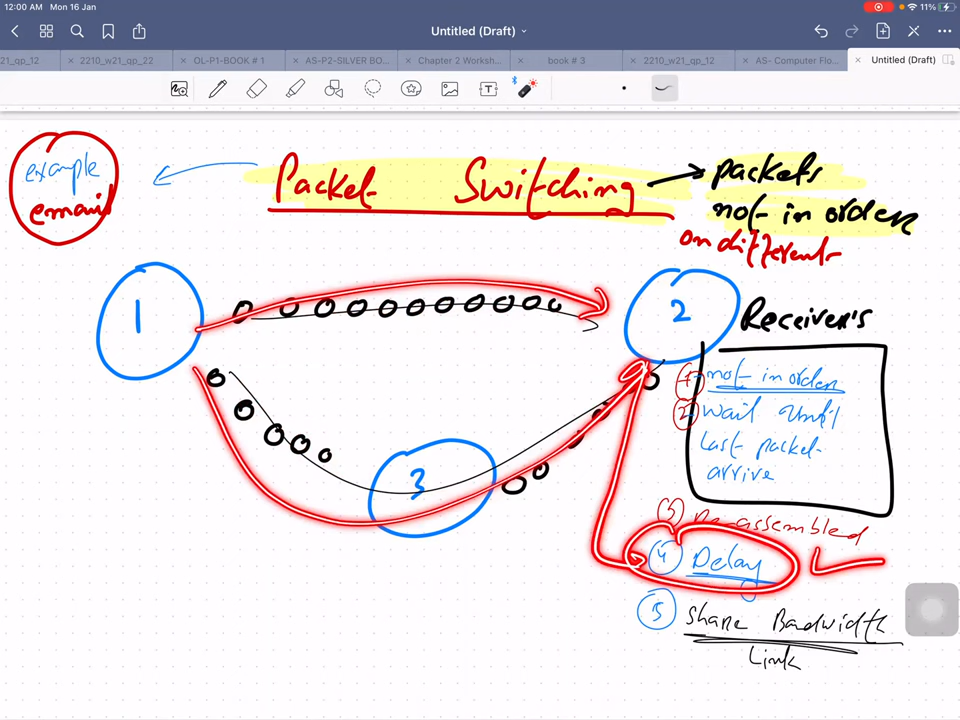 12:00 AM Mon 16 Jan
11%
Untitled (Draft)
21_qp_12
2210_w21_qp_22
OL-P1-BOOK # 1
AS-P2-SILVER BO...
Chapter 2 Worksh...
book # 3
2210_w21_qp_12
AS- Computer Flo...
Untitled (Draft)
example
email
Packet Switching
packets
not in order
on different
1
2
3
Receiver's
1 not in order
2 wait until
last packet
arrive
3 Re-assembled
4 Delay
5 Share Bandwidth
Link